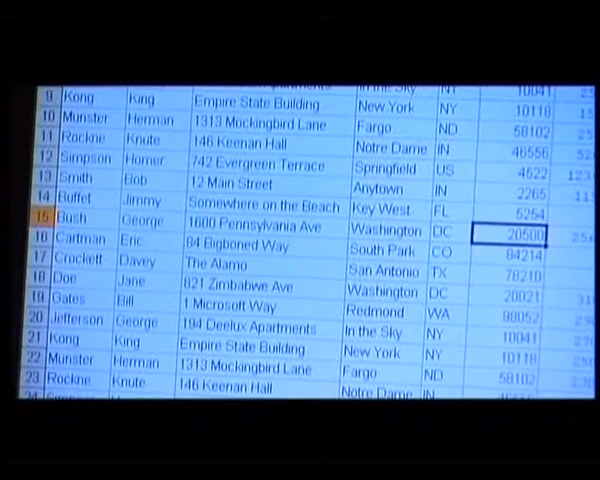 Apartments In the Sky NY 10041
9 Kong King Empire State Building New York NY 10118
10 Munster Herman 1313 Mockingbird Lane Fargo ND 58102
11 Rockne Knute 146 Keenan Hall Notre Dame IN 46556
12 Simpson Homer 742 Evergreen Terrace Springfield US 4522
13 Smith Bob 12 Main Street Anytown IN 2265
14 Buffet Jimmy Somewhere on the Beach Key West FL 5254
15 Bush George 1600 Pennsylvania Ave Washington DC 20500
16 Cartman Eric 84 Bigboned Way South Park CO 84214
17 Crockett Davey The Alamo San Antonio TX 78210
18 Doe Jane 821 Zimbabwe Ave Washington DC 20021
19 Gates Bill 1 Microsoft Way Redmond WA 98052
20 Jefferson George 194 Deelux Apartments In the Sky NY 10041
21 Kong King Empire State Building New York NY 10118
22 Munster Herman 1313 Mockingbird Lane Fargo ND 58102
23 Rockne Knute 146 Keenan Hall Notre Dame IN